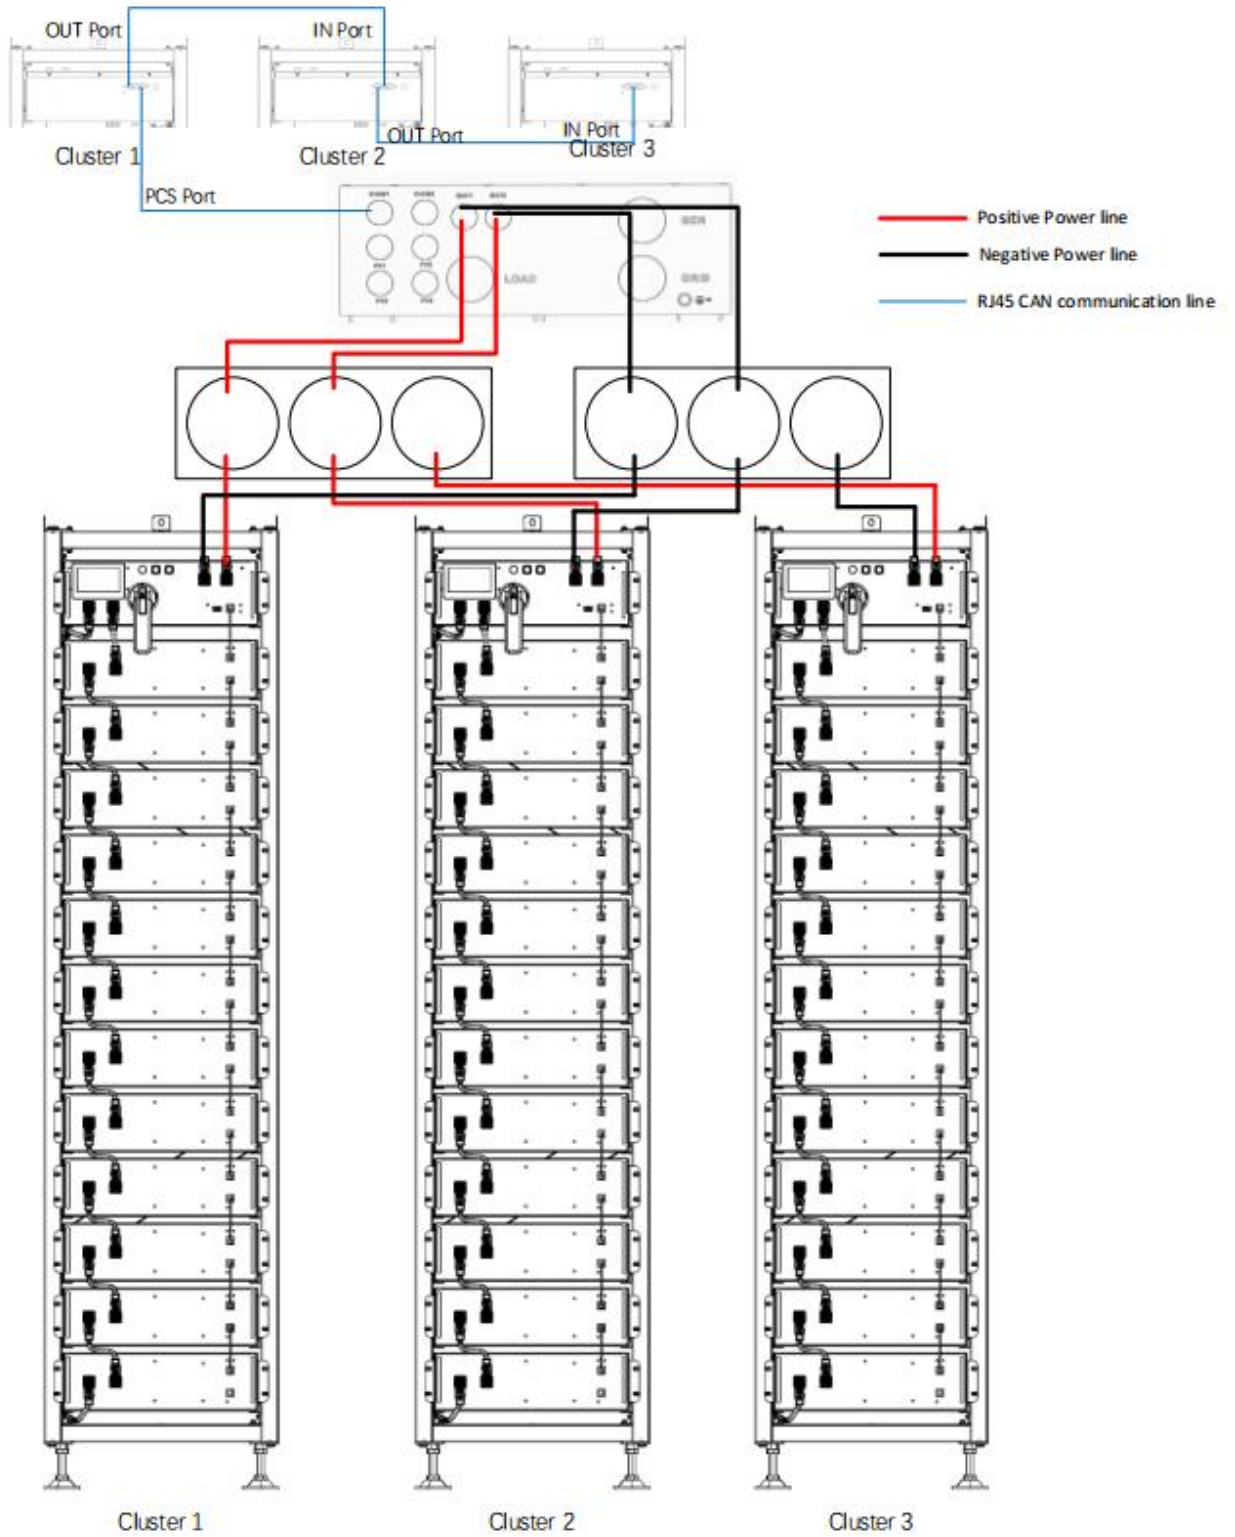 OUT Port
IN Port
OUT Port
IN Port
Cluster 1
Cluster 2
Cluster 3
PCS Port
LOAD
GRID
Positive Power line
Negative Power line
RJ45 CAN communication line
Cluster 1
Cluster 2
Cluster 3